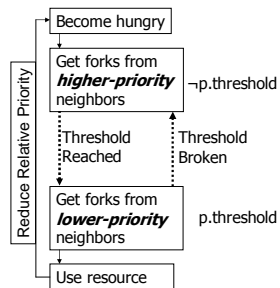 Become hungry
Get forks from
higher-priority
neighbors
¬p.threshold
Reduce Relative Priority
Threshold
Reached
Threshold
Broken
Get forks from
lower-priority
neighbors
p.threshold
Use resource